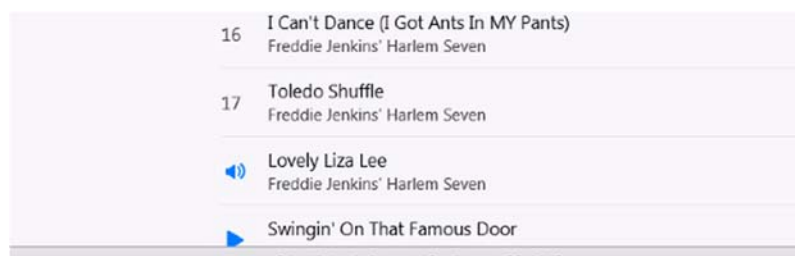 16
I Can't Dance (I Got Ants In MY Pants)
Freddie Jenkins' Harlem Seven
17
Toledo Shuffle
Freddie Jenkins' Harlem Seven
Lovely Liza Lee
Freddie Jenkins' Harlem Seven
Swingin' On That Famous Door